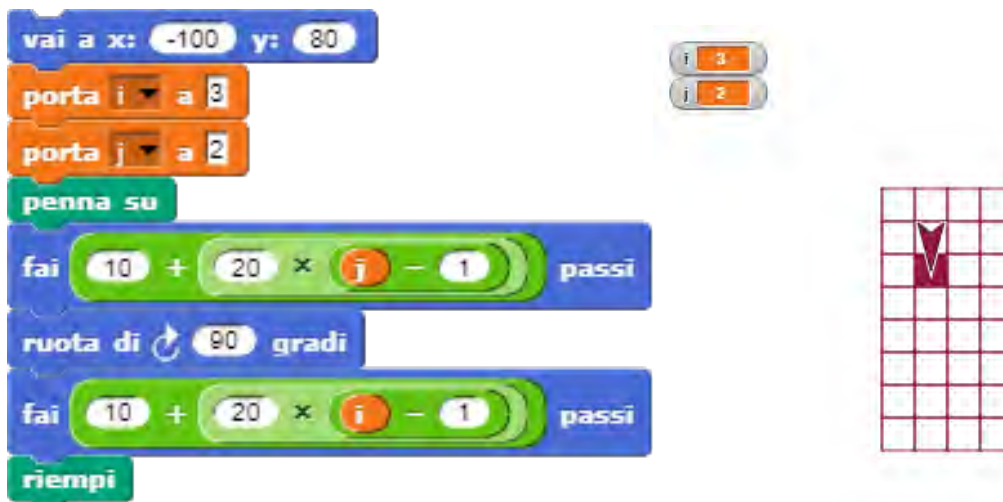 vai a x: -100 y: 80
porta i a 3
porta j a 2
penna su
fai 10 + 20 × j - 1 passi
ruota di 90 gradi
fai 10 + 20 × i - 1 passi
riempi
i 3
j 2